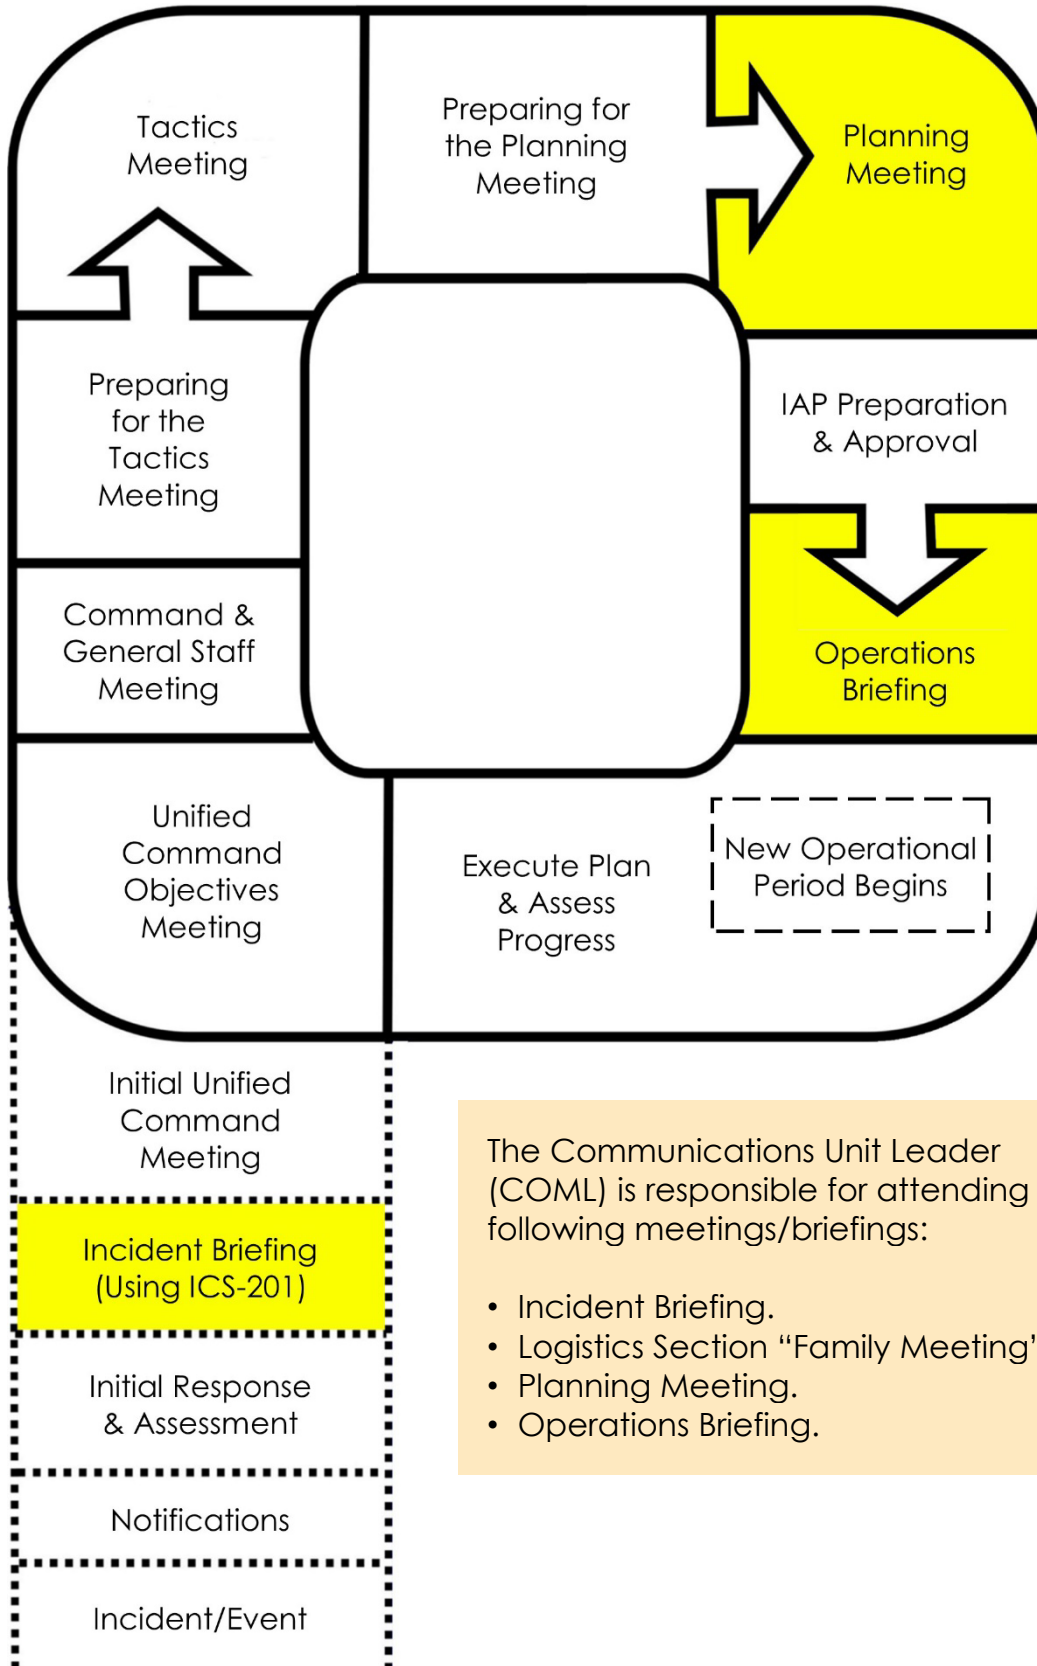 Tactics
Meeting
Preparing for
the Planning
Meeting
Planning
Meeting
Preparing
for the
Tactics
Meeting
IAP Preparation
& Approval
Command &
General Staff
Meeting
Operations
Briefing
Unified
Command
Objectives
Meeting
Execute Plan
& Assess
Progress
New Operational
Period Begins
Initial Unified
Command
Meeting
Incident Briefing
(Using ICS-201)
Initial Response
& Assessment
Notifications
Incident/Event
The Communications Unit Leader
(COML) is responsible for attending
following meetings/briefings:
• Incident Briefing.
• Logistics Section “Family Meeting”
• Planning Meeting.
• Operations Briefing.